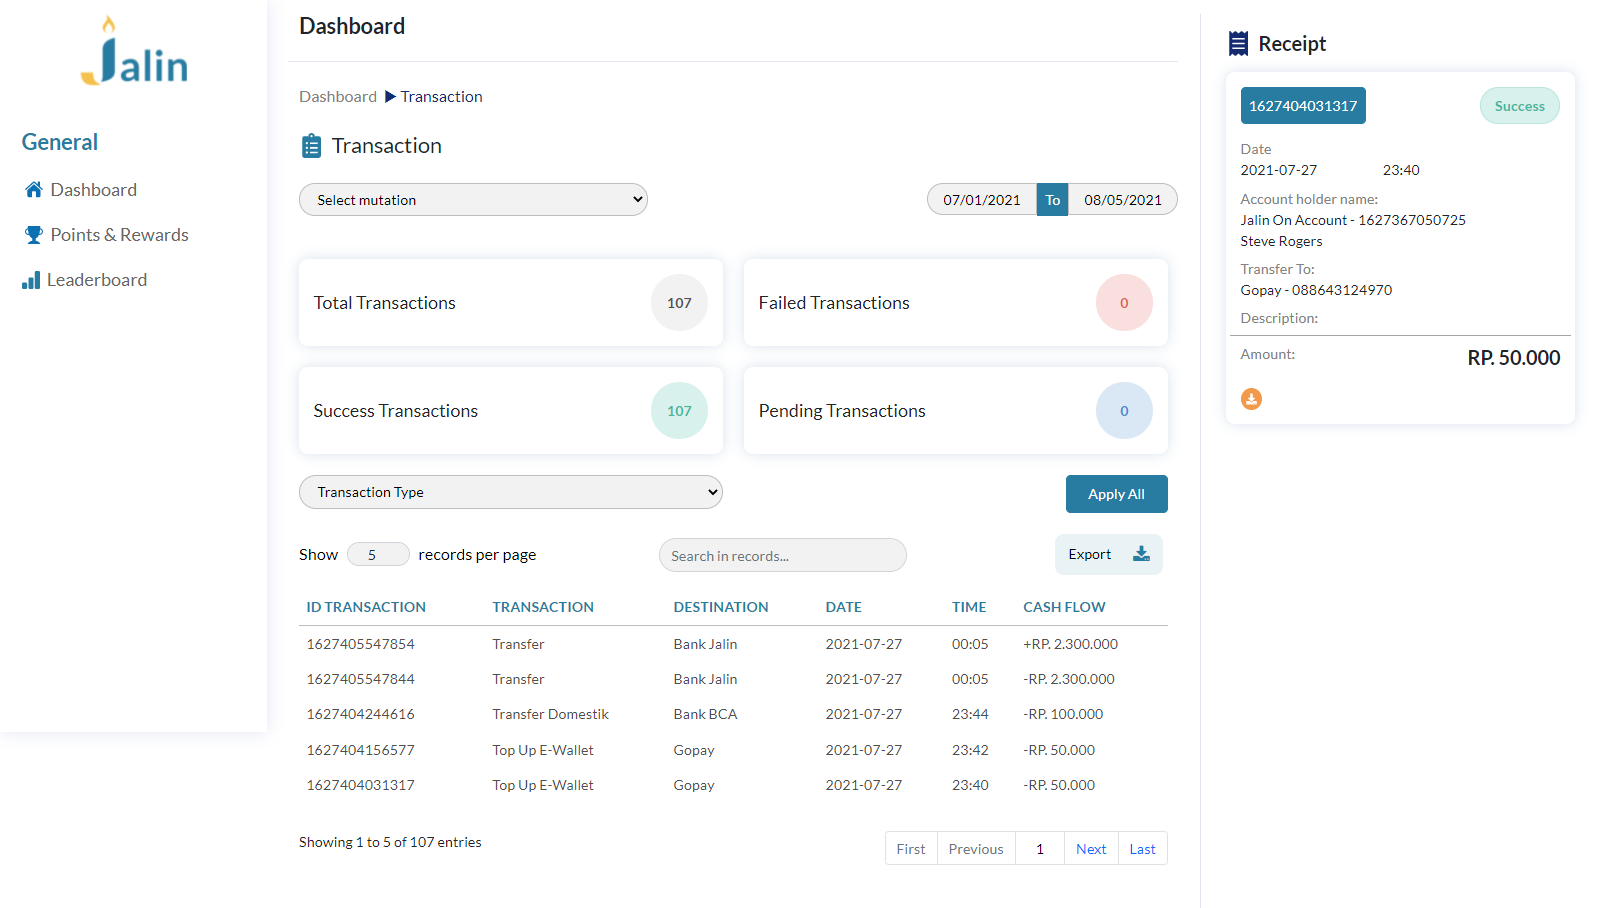 Jalin
General
Dashboard
Points & Rewards
Leaderboard
Dashboard
Dashboard Transaction
Transaction
Select mutation
07/01/2021 To 08/05/2021
Total Transactions 107
Failed Transactions 0
Success Transactions 107
Pending Transactions 0
Transaction Type
Apply All
Show 5 records per page
Search in records...
Export
ID TRANSACTION TRANSACTION DESTINATION DATE TIME CASH FLOW
1627405547854 Transfer Bank Jalin 2021-07-27 00:05 +RP. 2.300.000
1627405547844 Transfer Bank Jalin 2021-07-27 00:05 -RP. 2.300.000
1627404244616 Transfer Domestik Bank BCA 2021-07-27 23:44 -RP. 100.000
1627404156577 Top Up E-Wallet Gopay 2021-07-27 23:42 -RP. 50.000
1627404031317 Top Up E-Wallet Gopay 2021-07-27 23:40 -RP. 50.000
Showing 1 to 5 of 107 entries
First Previous 1 Next Last
Receipt
1627404031317 Success
Date
2021-07-27 23:40
Account holder name:
Jalin On Account - 1627367050725
Steve Rogers
Transfer To:
Gopay - 088643124970
Description:
Amount: RP. 50.000